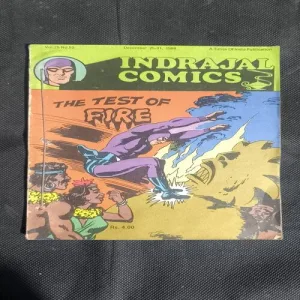 INDRAJAL
COMICS
THE TEST OF
FIRE
Rs. 4.00